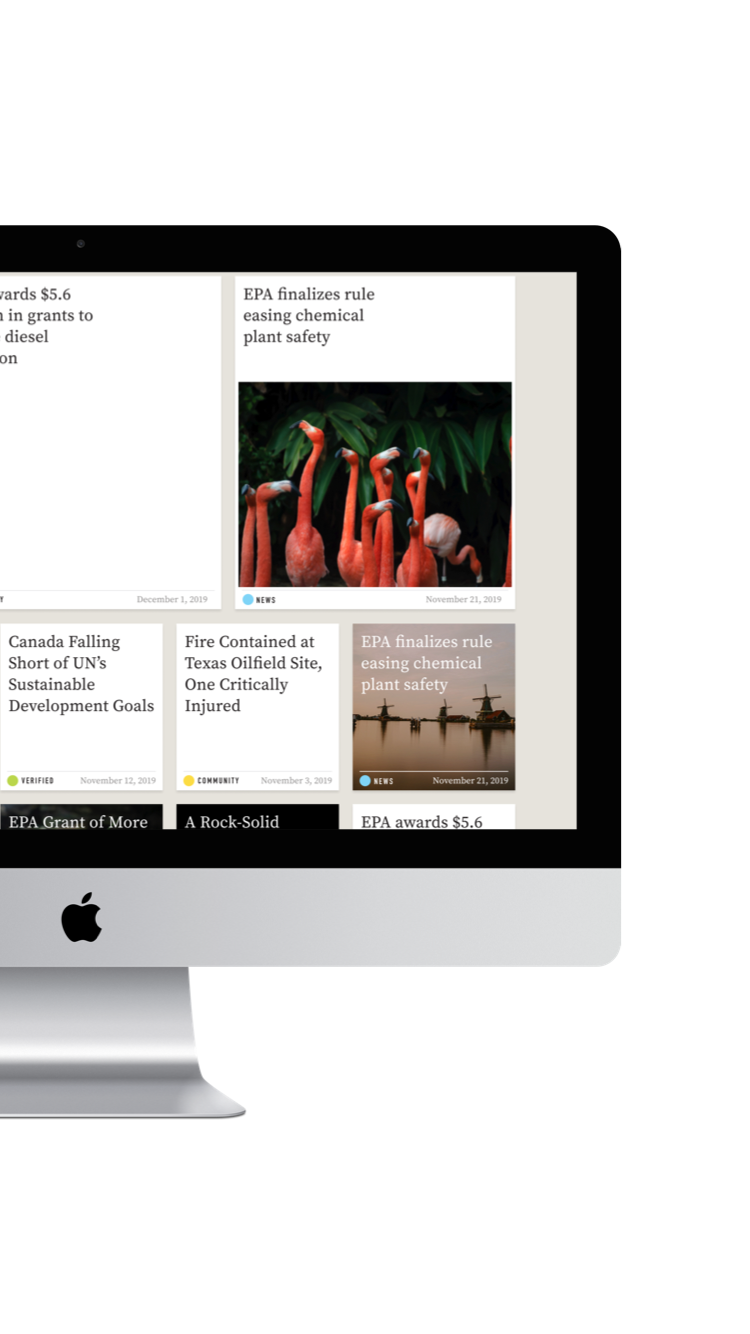 wards $5.6
n in grants to
diesel
on
Y
December 1, 2019
EPA finalizes rule
easing chemical
plant safety
NEWS
November 21, 2019
Canada Falling
Short of UN’s
Sustainable
Development Goals
VERIFIED
November 12, 2019
Fire Contained at
Texas Oilfield Site,
One Critically
Injured
COMMUNITY
November 3, 2019
EPA finalizes rule
easing chemical
plant safety
NEWS
November 21, 2019
EPA Grant of More
A Rock-Solid
EPA awards $5.6